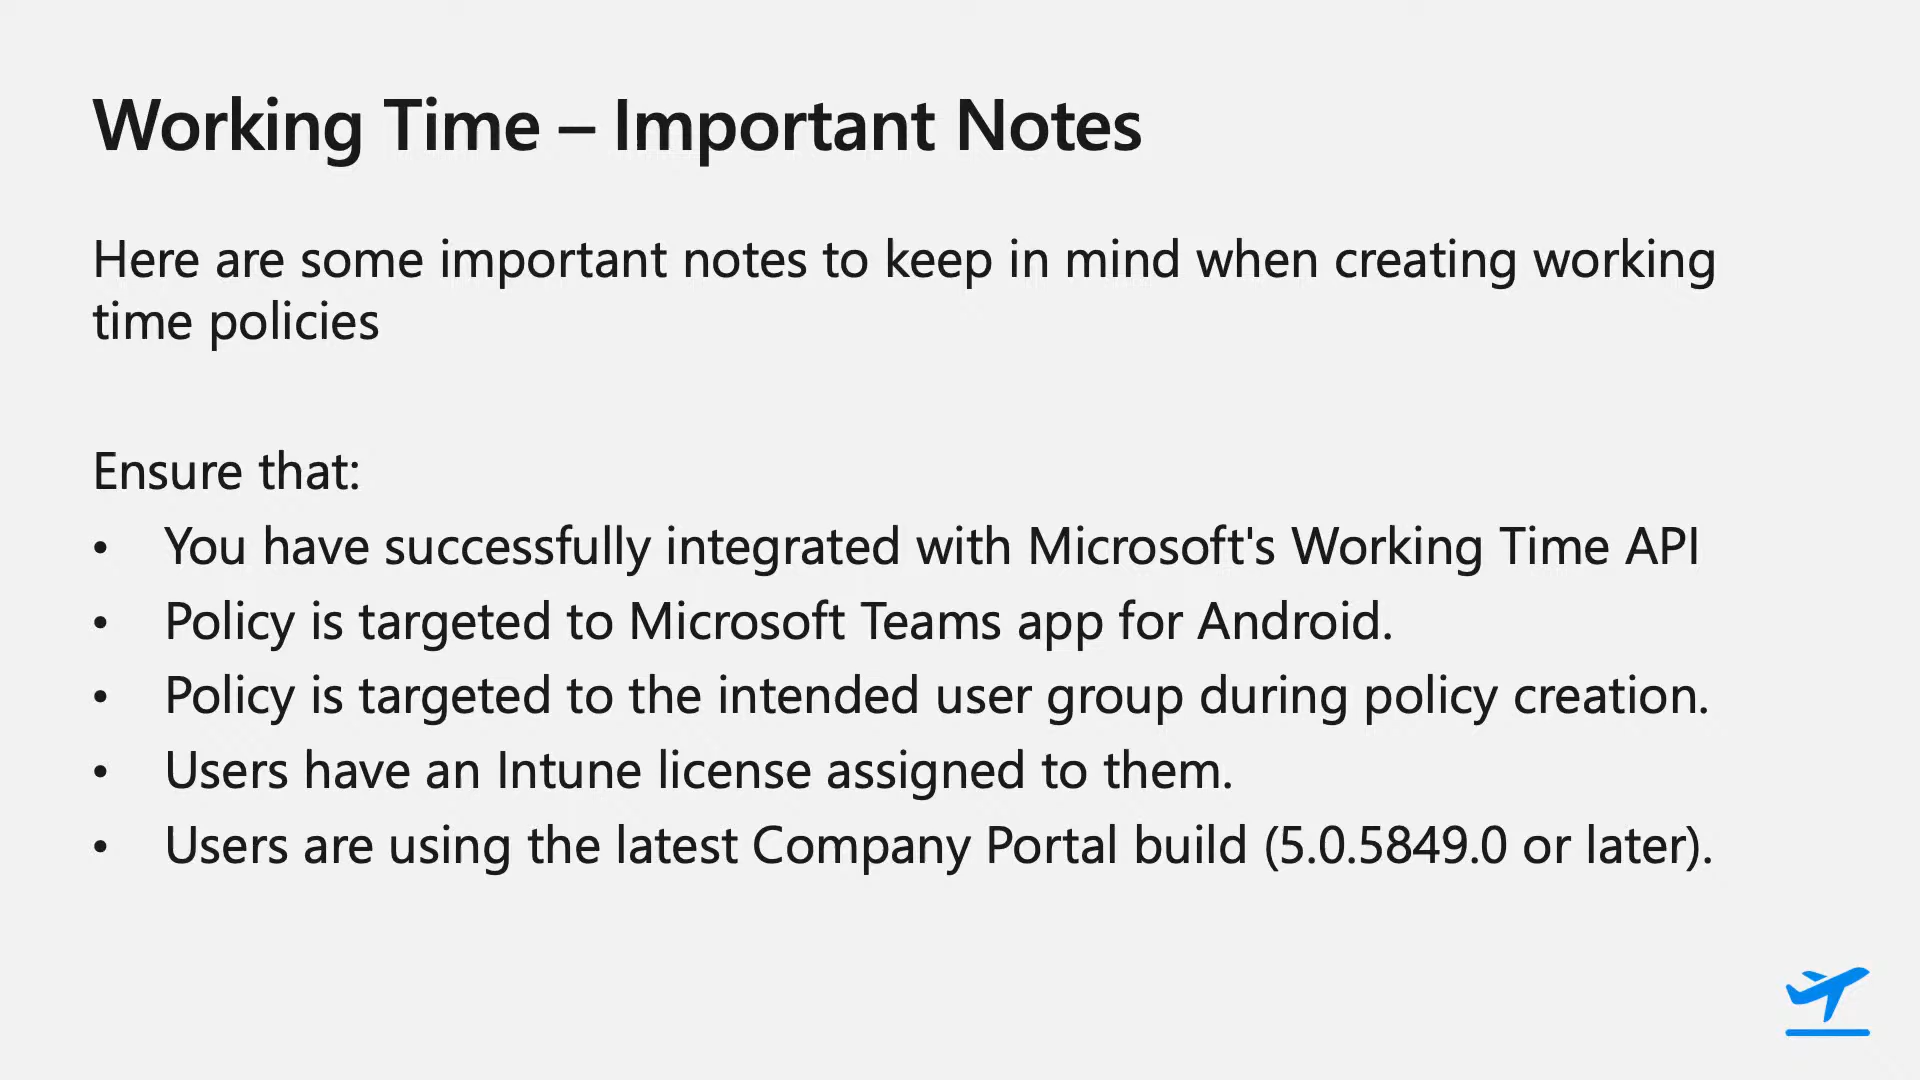 Working Time – Important Notes
Here are some important notes to keep in mind when creating working
time policies
Ensure that:
• You have successfully integrated with Microsoft's Working Time API
• Policy is targeted to Microsoft Teams app for Android.
• Policy is targeted to the intended user group during policy creation.
• Users have an Intune license assigned to them.
• Users are using the latest Company Portal build (5.0.5849.0 or later).